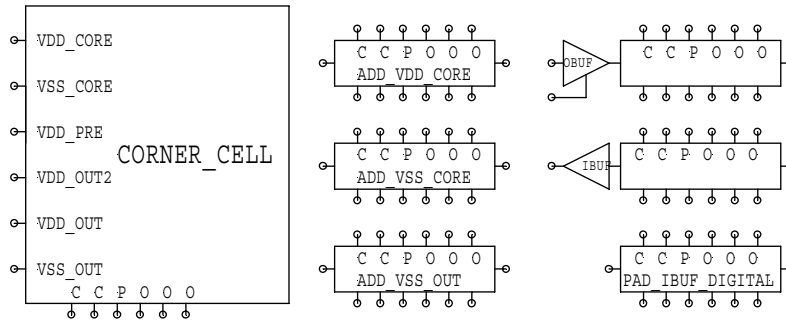 VDD_CORE
VSS_CORE
VDD_PRE
CORNER_CELL
VDD_OUT2
VDD_OUT
VSS_OUT
C C P O O O
C C P O O O
ADD_VDD_CORE
C C P O O O
ADD_VSS_CORE
C C P O O O
ADD_VSS_OUT
OBUF
C C P O O O
IBUF
C C P O O O
C C P O O O
PAD_IBUF_DIGITAL